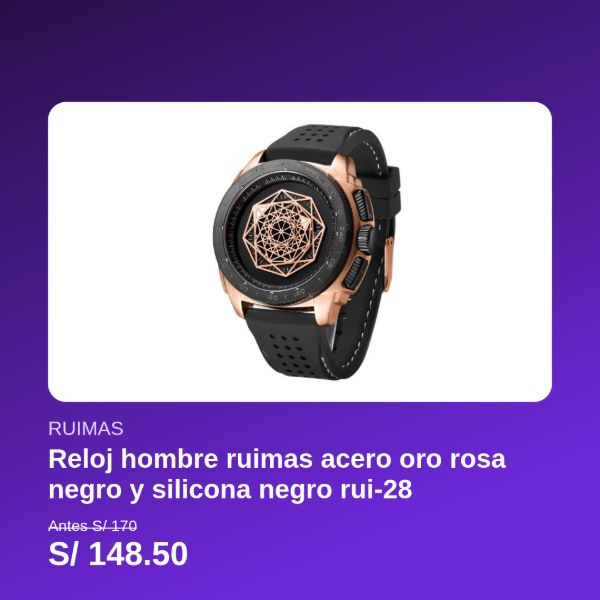 RUIMAS
Reloj hombre ruimas acero oro rosa
negro y silicona negro rui-28
Antes S/ 170
S/ 148.50